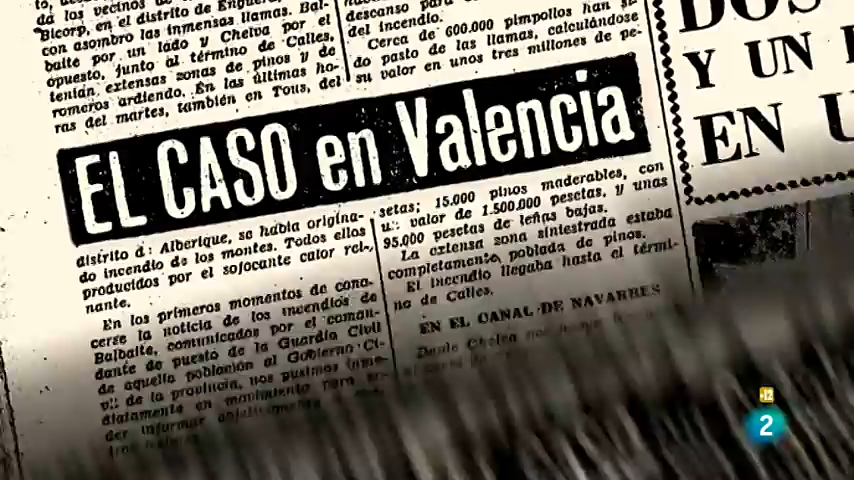 da los vecinos de
Bicorp, en el distrito de Enguera,
con asombro las inmensas llamas. Bal-
baite por un lado y Chelva por el
opuesto, junto al término de Calles,
tenían extensas zonas de pinos y de
romeros ardiendo. En las últimas ho-
ras del martes, también en Tous, del
descanso para
del incendio.
Cerca de 600.000 pimpollos han si-
do pasto de las llamas, calculándose
su valor en unos tres millones de pe-
EL CASO en Valencia
distrito d: Alberique, se había origina-
do incendio de los montes. Todos ellos
producidos por el sofocante calor rei-
nante.
En los primeros momentos de cono-
cerse la noticia de los incendios de
Balbaite, comunicados por el coman-
dante de puesto de la Guardia Civil
de aquella población al Gobierno Ci-
v:: de la provincia, nos pusimos inme-
diatamente en movimiento para
der informar objetivamente
setas; 15.000 pinos maderables, con
u:: valor de 1.500.000 pesetas, y unas
95.000 pesetas de leñas bajas.
La extensa zona siniestrada estaba
completamente poblada de pinos.
El incendio llegaba hasta el térmi-
no de Calles.
EN EL CANAL DE NAVARRES
DOS
Y UN
EN U
+12
2